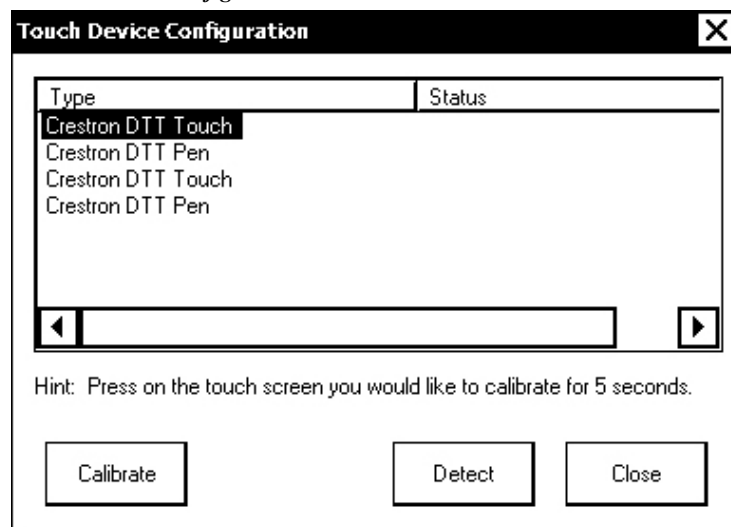 Touch Device Configuration
Type Status
Crestron DTT Touch
Crestron DTT Pen
Crestron DTT Touch
Crestron DTT Pen
Hint: Press on the touch screen you would like to calibrate for 5 seconds.
Calibrate Detect Close